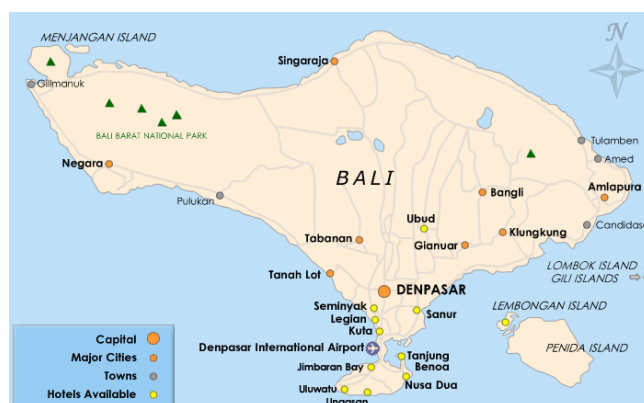 MENJANGAN ISLAND
N
Singaraja
Gilimanuk
BALI BARAT NATIONAL PARK
Tulamben
Amed
Negara
BALI
Amlapura
Bangli
Pulukan
Ubud
Candidasa
Klungkung
Tabanan
Gianuar
LOMBOK ISLAND
GILI ISLANDS
Tanah Lot
DENPASAR
LEMBONGAN ISLAND
Seminyak
Sanur
Legian
Kuta
PENIDA ISLAND
Denpasar International Airport
Tanjung
Benoa
Jimbaran Bay
Nusa Dua
Uluwatu
Ungasan
Capital
Major Cities
Towns
Hotels Available